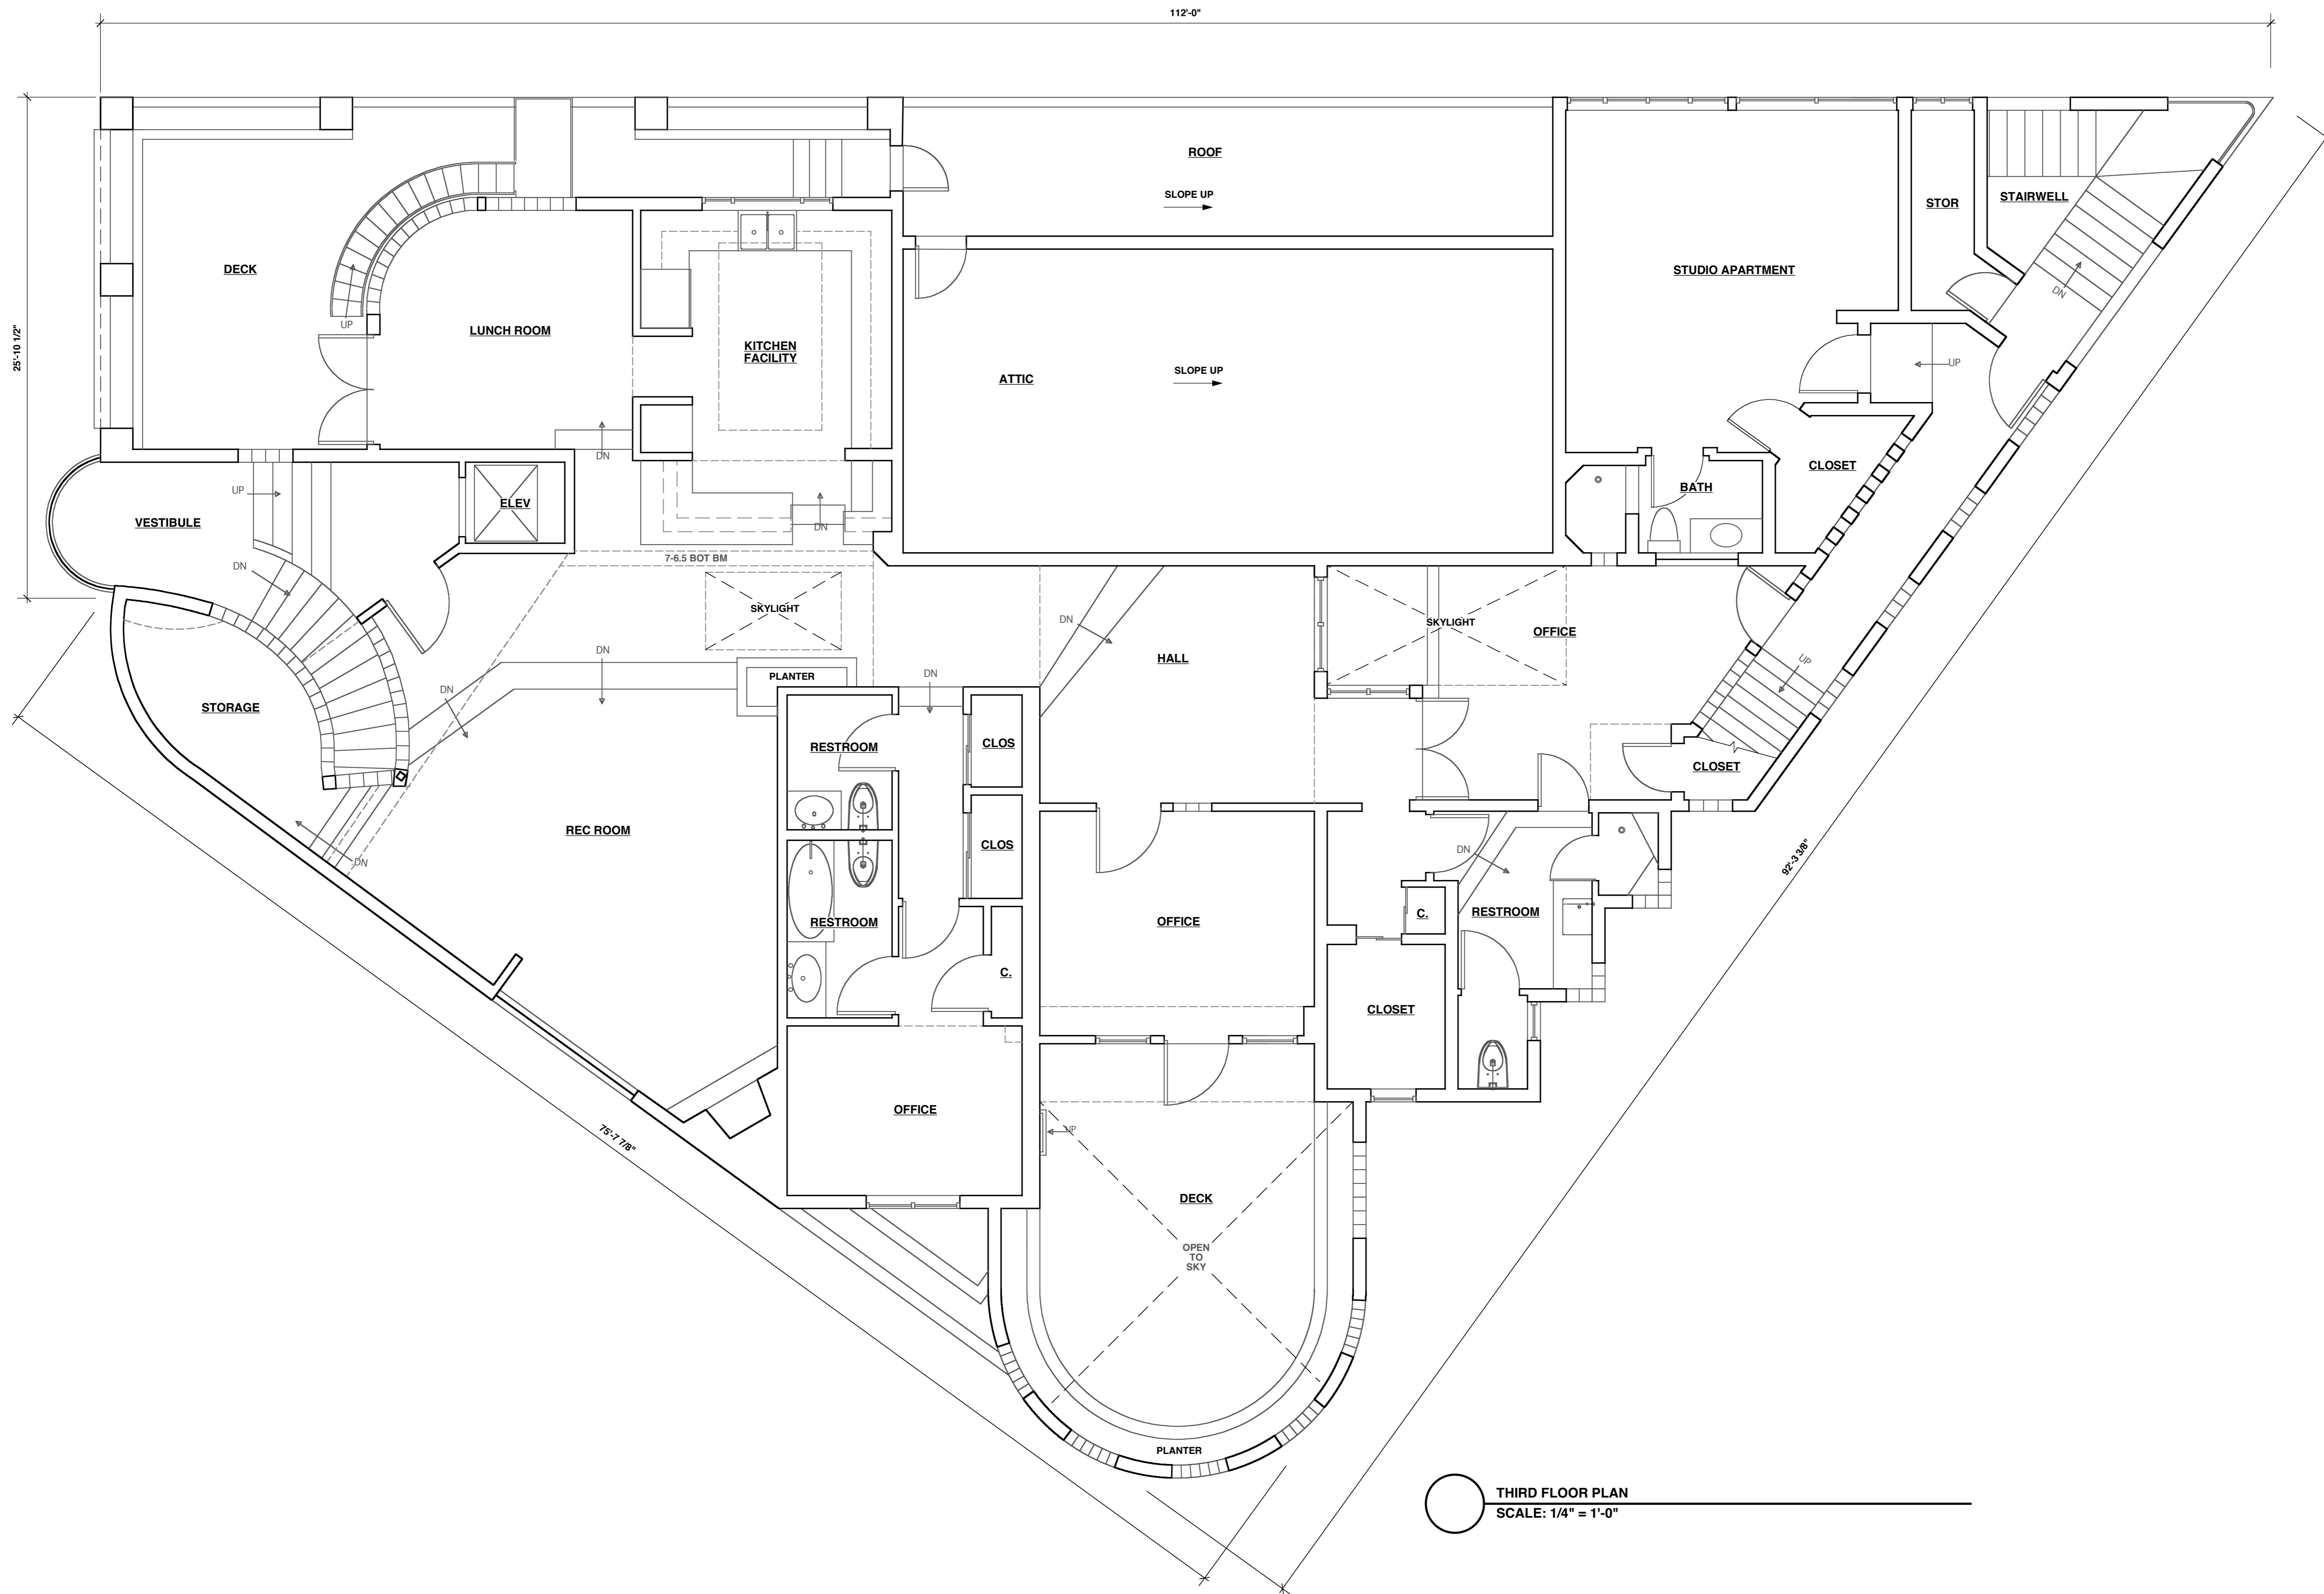 112'-0"
ROOF
SLOPE UP
STOR
STAIRWELL
DECK
STUDIO APARTMENT
DN
UP
LUNCH ROOM
KITCHEN
FACILITY
25'-10 1/2"
ATTIC
SLOPE UP
UP
DN
CLOSET
UP
VESTIBULE
ELEV
BATH
DN
7-6.5 BOT BM
DN
SKYLIGHT
DN
SKYLIGHT
OFFICE
HALL
UP
DN
DN
PLANTER
DN
STORAGE
RESTROOM
CLOS
CLOSET
REC ROOM
CLOS
DN
DN
92'-3 3/8"
RESTROOM
OFFICE
C.
RESTROOM
C.
CLOSET
OFFICE
UP
75'-7 7/8"
DECK
OPEN
TO
SKY
PLANTER
THIRD FLOOR PLAN
SCALE: 1/4" = 1'-0"